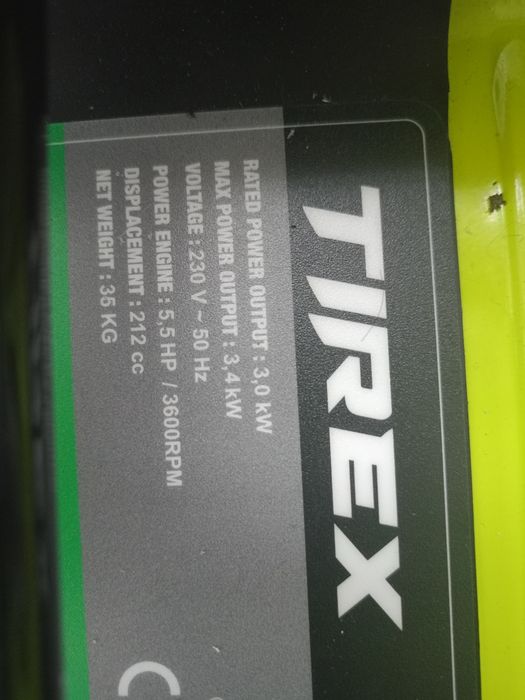 TIREX
RATED POWER OUTPUT : 3,0 kW
MAX POWER OUTPUT : 3,4 kW
VOLTAGE : 230 V ~ 50 Hz
POWER ENGINE : 5,5 HP / 3600RPM
DISPLACEMENT : 212 cc
NET WEIGHT : 35 KG